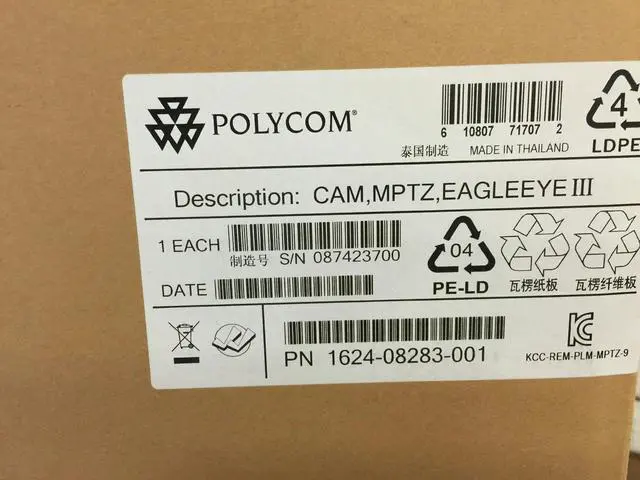 POLYCOM®
6 10807 71707 2
泰国制造 MADE IN THAILAND
4
LDPE
Description: CAM,MPTZ,EAGLEEYE III
1 EACH
制造号 S/N 087423700
DATE
04
PE-LD
瓦楞纸板
瓦楞纤维板
PN 1624-08283-001
KCC-REM-PLM-MPTZ-9